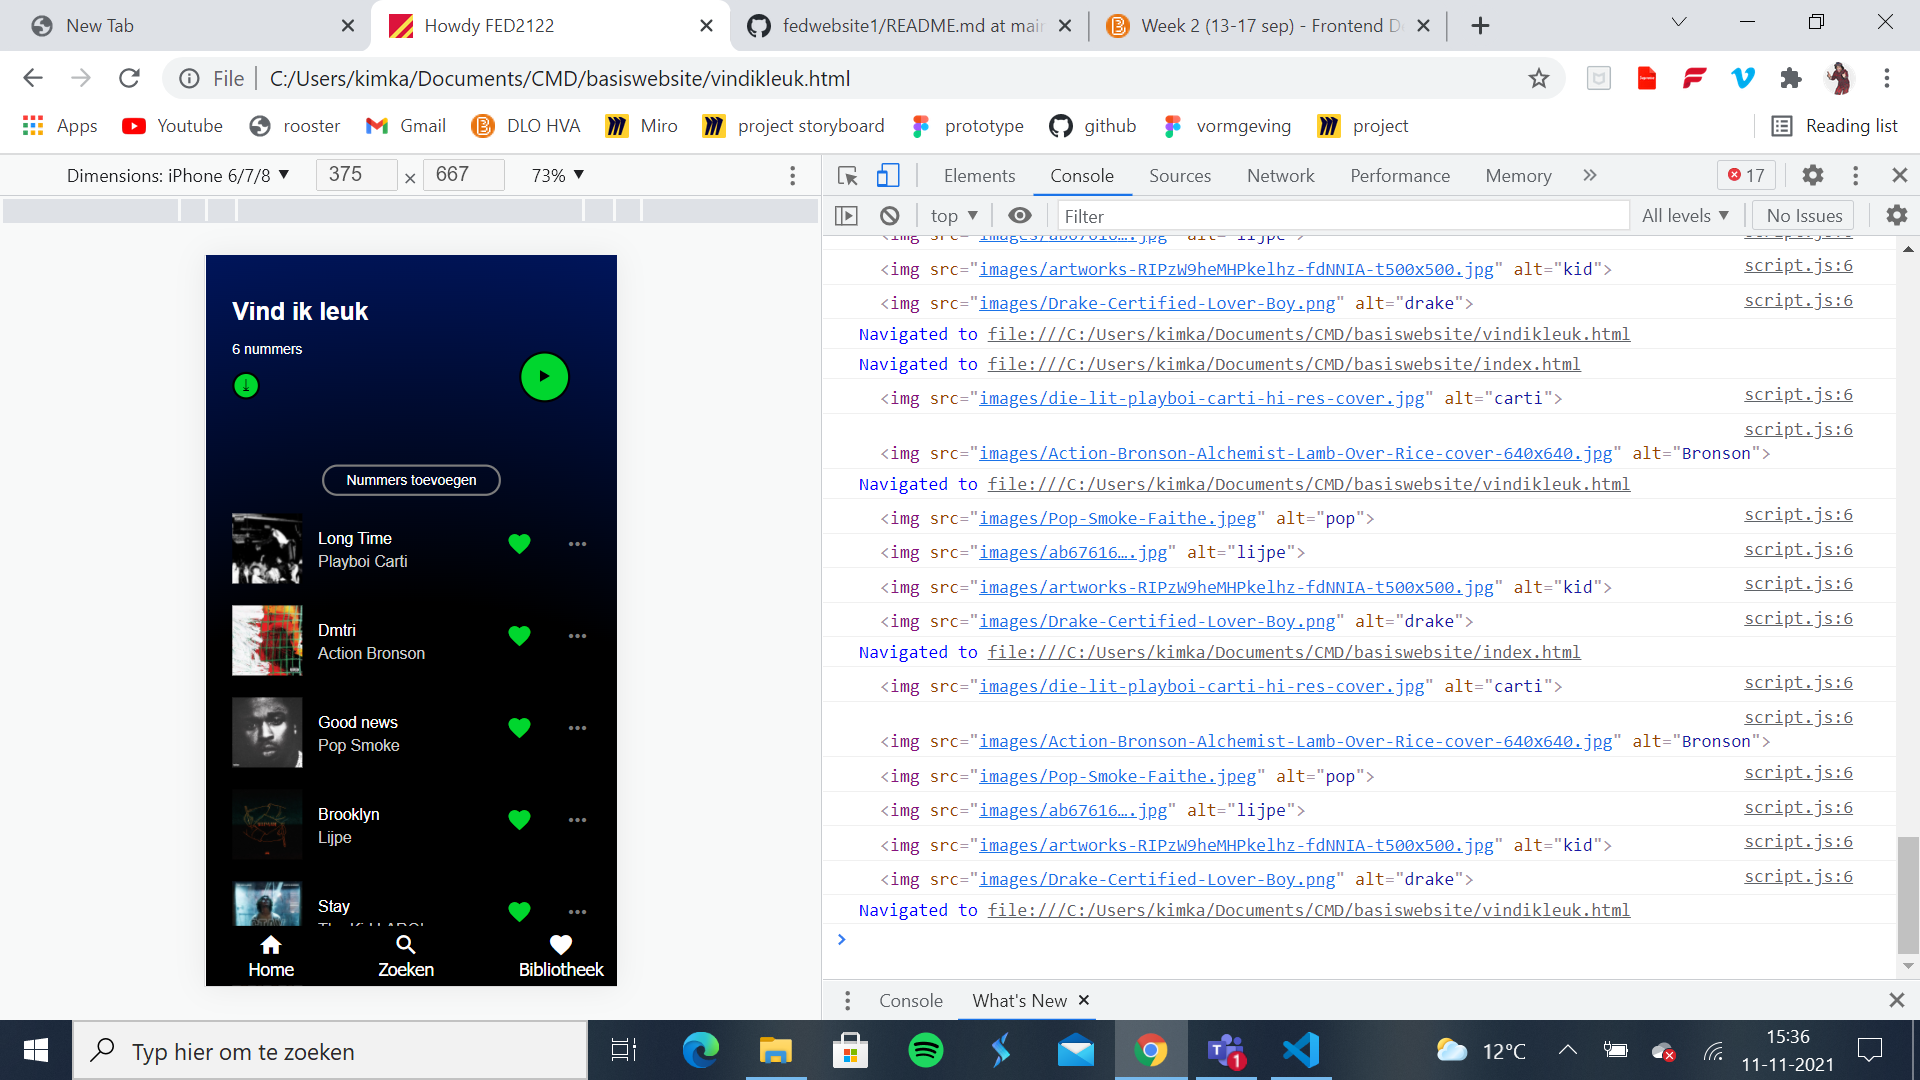 New Tab
Howdy FED2122
fedwebsite1/README.md at main
Week 2 (13-17 sep) - Frontend De
File
C:/Users/kimka/Documents/CMD/basiswebsite/vindikleuk.html
Apps
Youtube
rooster
Gmail
DLO HVA
Miro
project storyboard
prototype
github
vormgeving
project
Reading list
Dimensions: iPhone 6/7/8 ▼ 375 × 667 73% ▼
Elements Console Sources Network Performance Memory » 17
top ▼ Filter All levels ▼ No Issues
Vind ik leuk
6 nummers
Nummers toevoegen
Long Time
Playboi Carti
Dmtri
Action Bronson
Good news
Pop Smoke
Brooklyn
Lijpe
Stay
Home
Zoeken
Bibliotheek
<img src="images/ab67616….jpg" alt="lijpe"> script.js:6
<img src="images/artworks-RIPzW9heMHPkelhz-fdNNIA-t500x500.jpg" alt="kid"> script.js:6
<img src="images/Drake-Certified-Lover-Boy.png" alt="drake"> script.js:6
Navigated to file:///C:/Users/kimka/Documents/CMD/basiswebsite/vindikleuk.html
Navigated to file:///C:/Users/kimka/Documents/CMD/basiswebsite/index.html
<img src="images/die-lit-playboi-carti-hi-res-cover.jpg" alt="carti"> script.js:6
script.js:6
<img src="images/Action-Bronson-Alchemist-Lamb-Over-Rice-cover-640x640.jpg" alt="Bronson">
Navigated to file:///C:/Users/kimka/Documents/CMD/basiswebsite/vindikleuk.html
<img src="images/Pop-Smoke-Faithe.jpeg" alt="pop"> script.js:6
<img src="images/ab67616….jpg" alt="lijpe"> script.js:6
<img src="images/artworks-RIPzW9heMHPkelhz-fdNNIA-t500x500.jpg" alt="kid"> script.js:6
<img src="images/Drake-Certified-Lover-Boy.png" alt="drake"> script.js:6
Navigated to file:///C:/Users/kimka/Documents/CMD/basiswebsite/index.html
<img src="images/die-lit-playboi-carti-hi-res-cover.jpg" alt="carti"> script.js:6
script.js:6
<img src="images/Action-Bronson-Alchemist-Lamb-Over-Rice-cover-640x640.jpg" alt="Bronson">
<img src="images/Pop-Smoke-Faithe.jpeg" alt="pop"> script.js:6
<img src="images/ab67616….jpg" alt="lijpe"> script.js:6
<img src="images/artworks-RIPzW9heMHPkelhz-fdNNIA-t500x500.jpg" alt="kid"> script.js:6
<img src="images/Drake-Certified-Lover-Boy.png" alt="drake"> script.js:6
Navigated to file:///C:/Users/kimka/Documents/CMD/basiswebsite/vindikleuk.html
Console What's New
Typ hier om te zoeken
1
12°C
15:36
11-11-2021